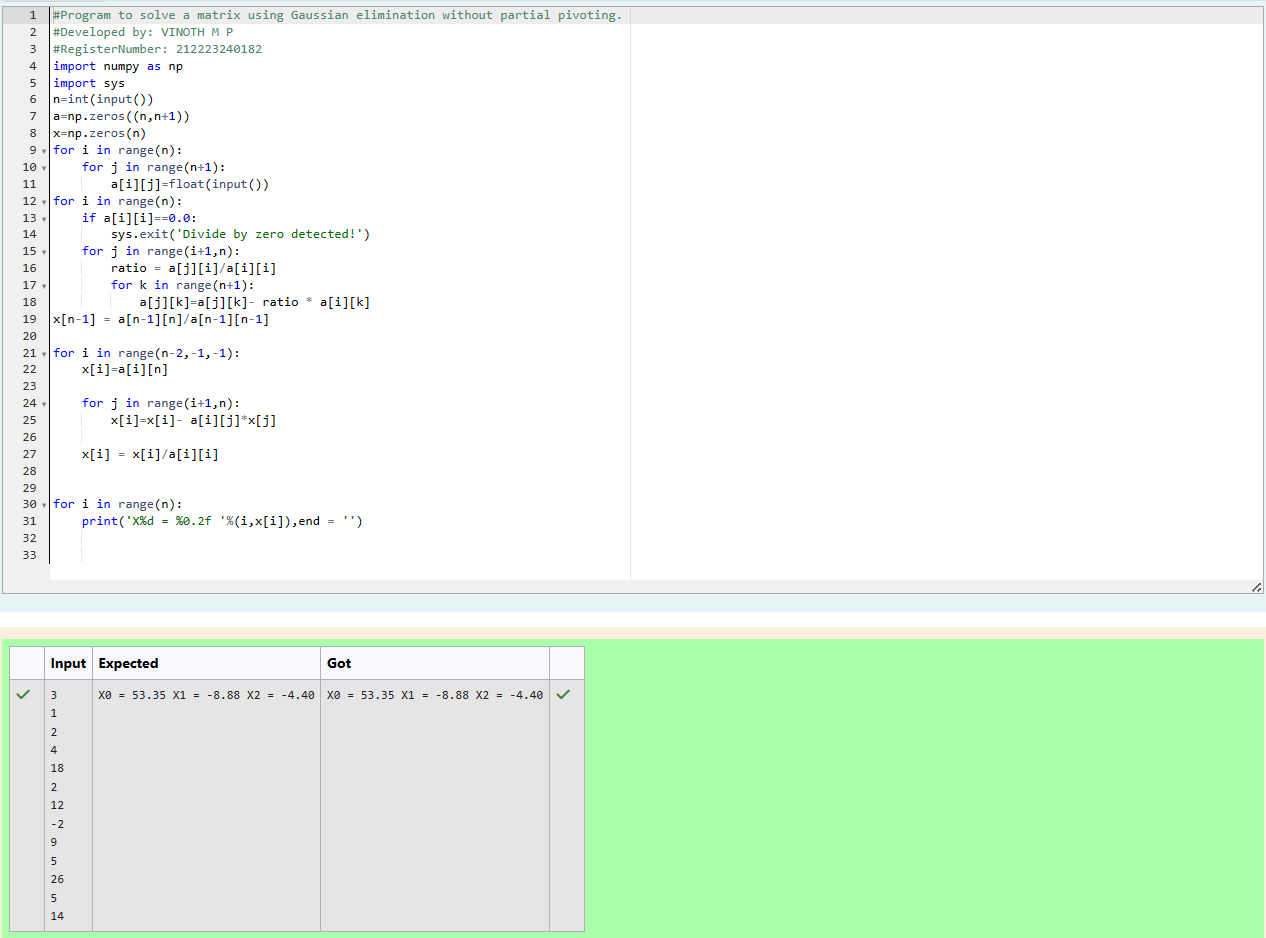 1 #Program to solve a matrix using Gaussian elimination without partial pivoting.
2 #Developed by: VINOTH M P
3 #RegisterNumber: 212223240182
4 import numpy as np
5 import sys
6 n=int(input())
7 a=np.zeros((n,n+1))
8 x=np.zeros(n)
9 for i in range(n):
10     for j in range(n+1):
11         a[i][j]=float(input())
12 for i in range(n):
13     if a[i][i]==0.0:
14         sys.exit('Divide by zero detected!')
15     for j in range(i+1,n):
16         ratio = a[j][i]/a[i][i]
17         for k in range(n+1):
18             a[j][k]=a[j][k]- ratio * a[i][k]
19 x[n-1] = a[n-1][n]/a[n-1][n-1]
20
21 for i in range(n-2,-1,-1):
22     x[i]=a[i][n]
23
24     for j in range(i+1,n):
25         x[i]=x[i]- a[i][j]*x[j]
26
27     x[i] = x[i]/a[i][i]
28
29
30 for i in range(n):
31     print('X%d = %0.2f '%(i,x[i]),end = '')
32
33
Input Expected Got
3 X0 = 53.35 X1 = -8.88 X2 = -4.40 X0 = 53.35 X1 = -8.88 X2 = -4.40
1
2
4
18
2
12
-2
9
5
26
5
14